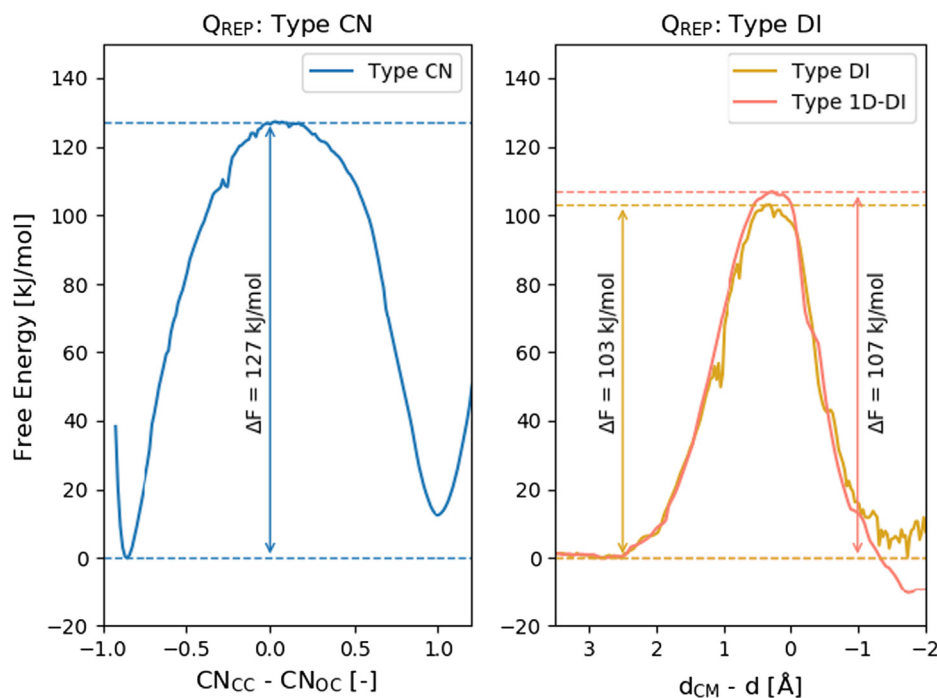 Q_REP: Type CN
Type CN
Free Energy [kJ/mol]
140
120
100
80
60
40
20
0
−20
ΔF = 127 kJ/mol
−1.0
−0.5
0.0
0.5
1.0
CN_CC - CN_OC [-]
Q_REP: Type DI
Type DI
Type 1D-DI
140
120
100
80
60
40
20
0
−20
ΔF = 103 kJ/mol
ΔF = 107 kJ/mol
3
2
1
0
−1
−2
d_CM - d [Å]